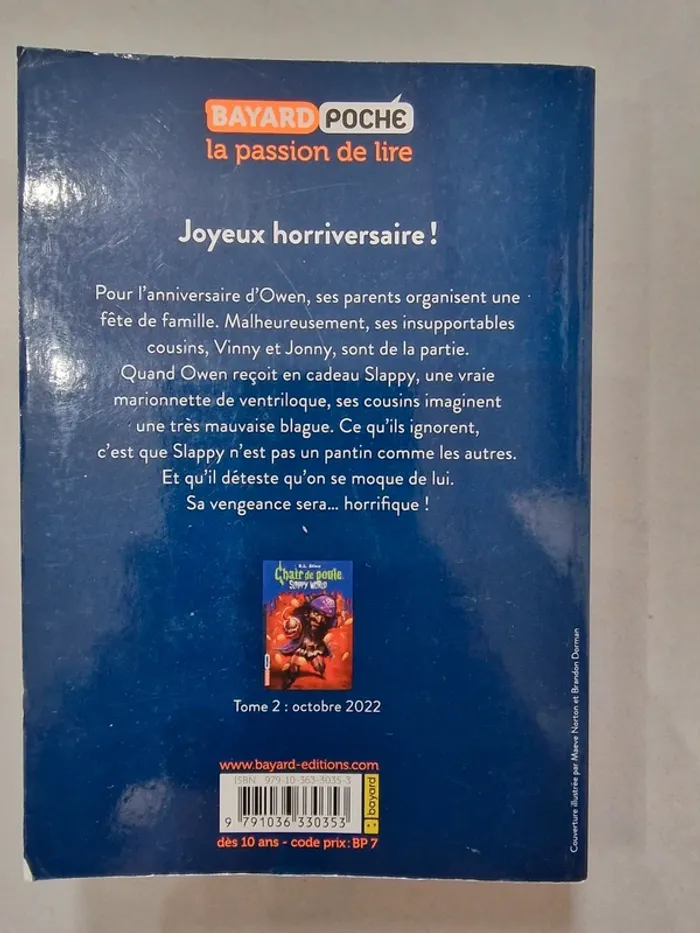 BAYARD POCHE
la passion de lire
Joyeux horriversaire !
Pour l'anniversaire d'Owen, ses parents organisent une
fête de famille. Malheureusement, ses insupportables
cousins, Vinny et Jonny, sont de la partie.
Quand Owen reçoit en cadeau Slappy, une vraie
marionnette de ventriloque, ses cousins imaginent
une très mauvaise blague. Ce qu'ils ignorent,
c'est que Slappy n'est pas un pantin comme les autres.
Et qu'il déteste qu'on se moque de lui.
Sa vengeance sera... horrifique !
R.L. Stine
Chair de poule
Slappy World
Tome 2 : octobre 2022
www.bayard-editions.com
ISBN 979-10-363-3035-3
9 791036 330353
bayard
dès 10 ans - code prix : BP 7
Couverture illustrée par Maeve Norton et Brandon Dorman